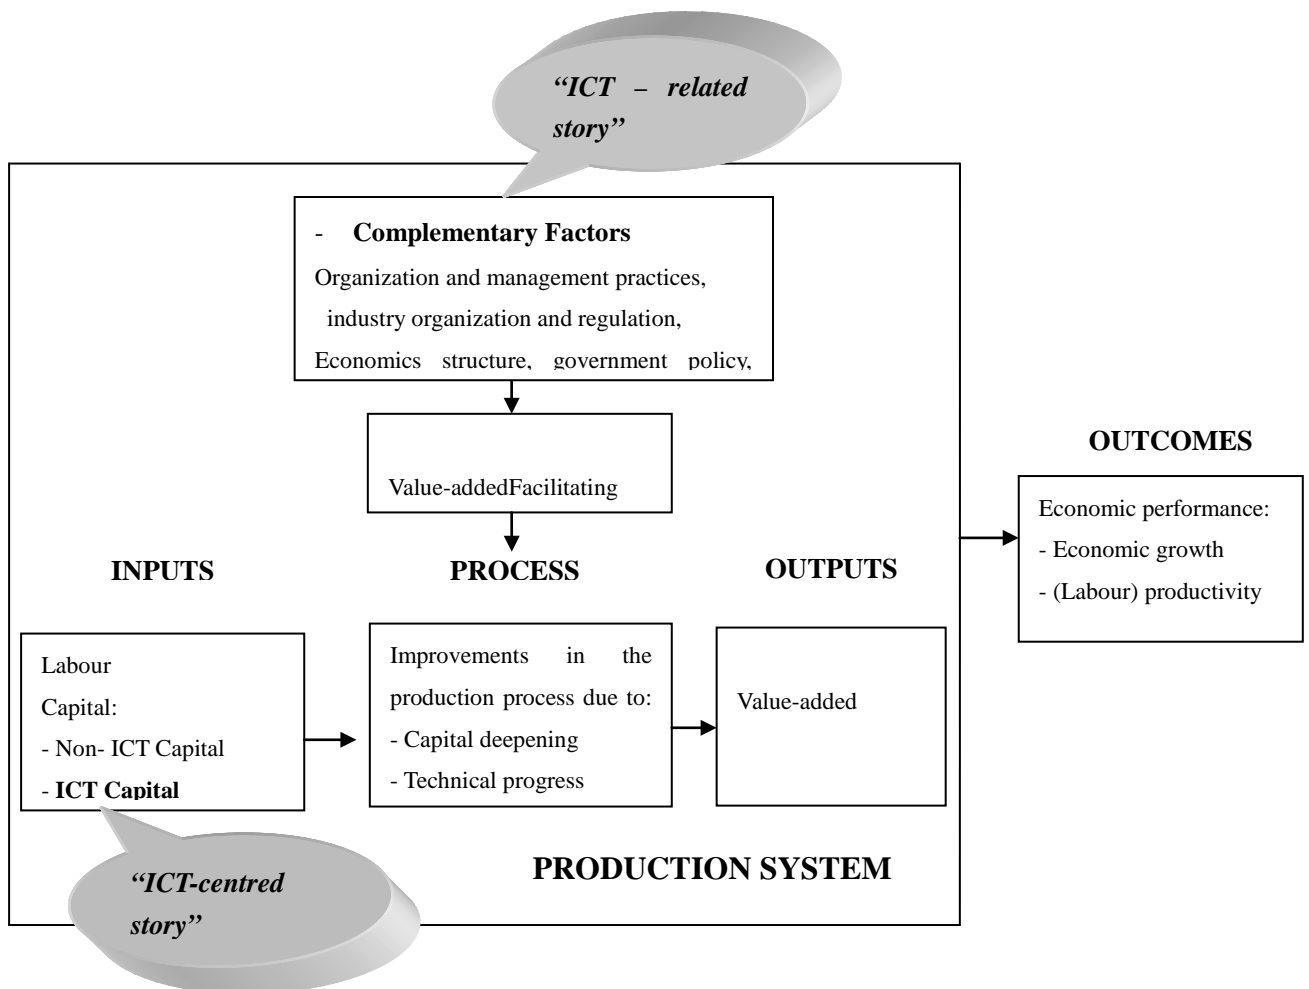 “ICT – related
story”
- Complementary Factors
Organization and management practices,
industry organization and regulation,
Economics structure, government policy,
Value-addedFacilitating
OUTCOMES
Economic performance:
- Economic growth
- (Labour) productivity
INPUTS
PROCESS
OUTPUTS
Labour
Capital:
- Non- ICT Capital
- ICT Capital
Improvements in the
production process due to:
- Capital deepening
- Technical progress
Value-added
PRODUCTION SYSTEM
“ICT-centred
story”